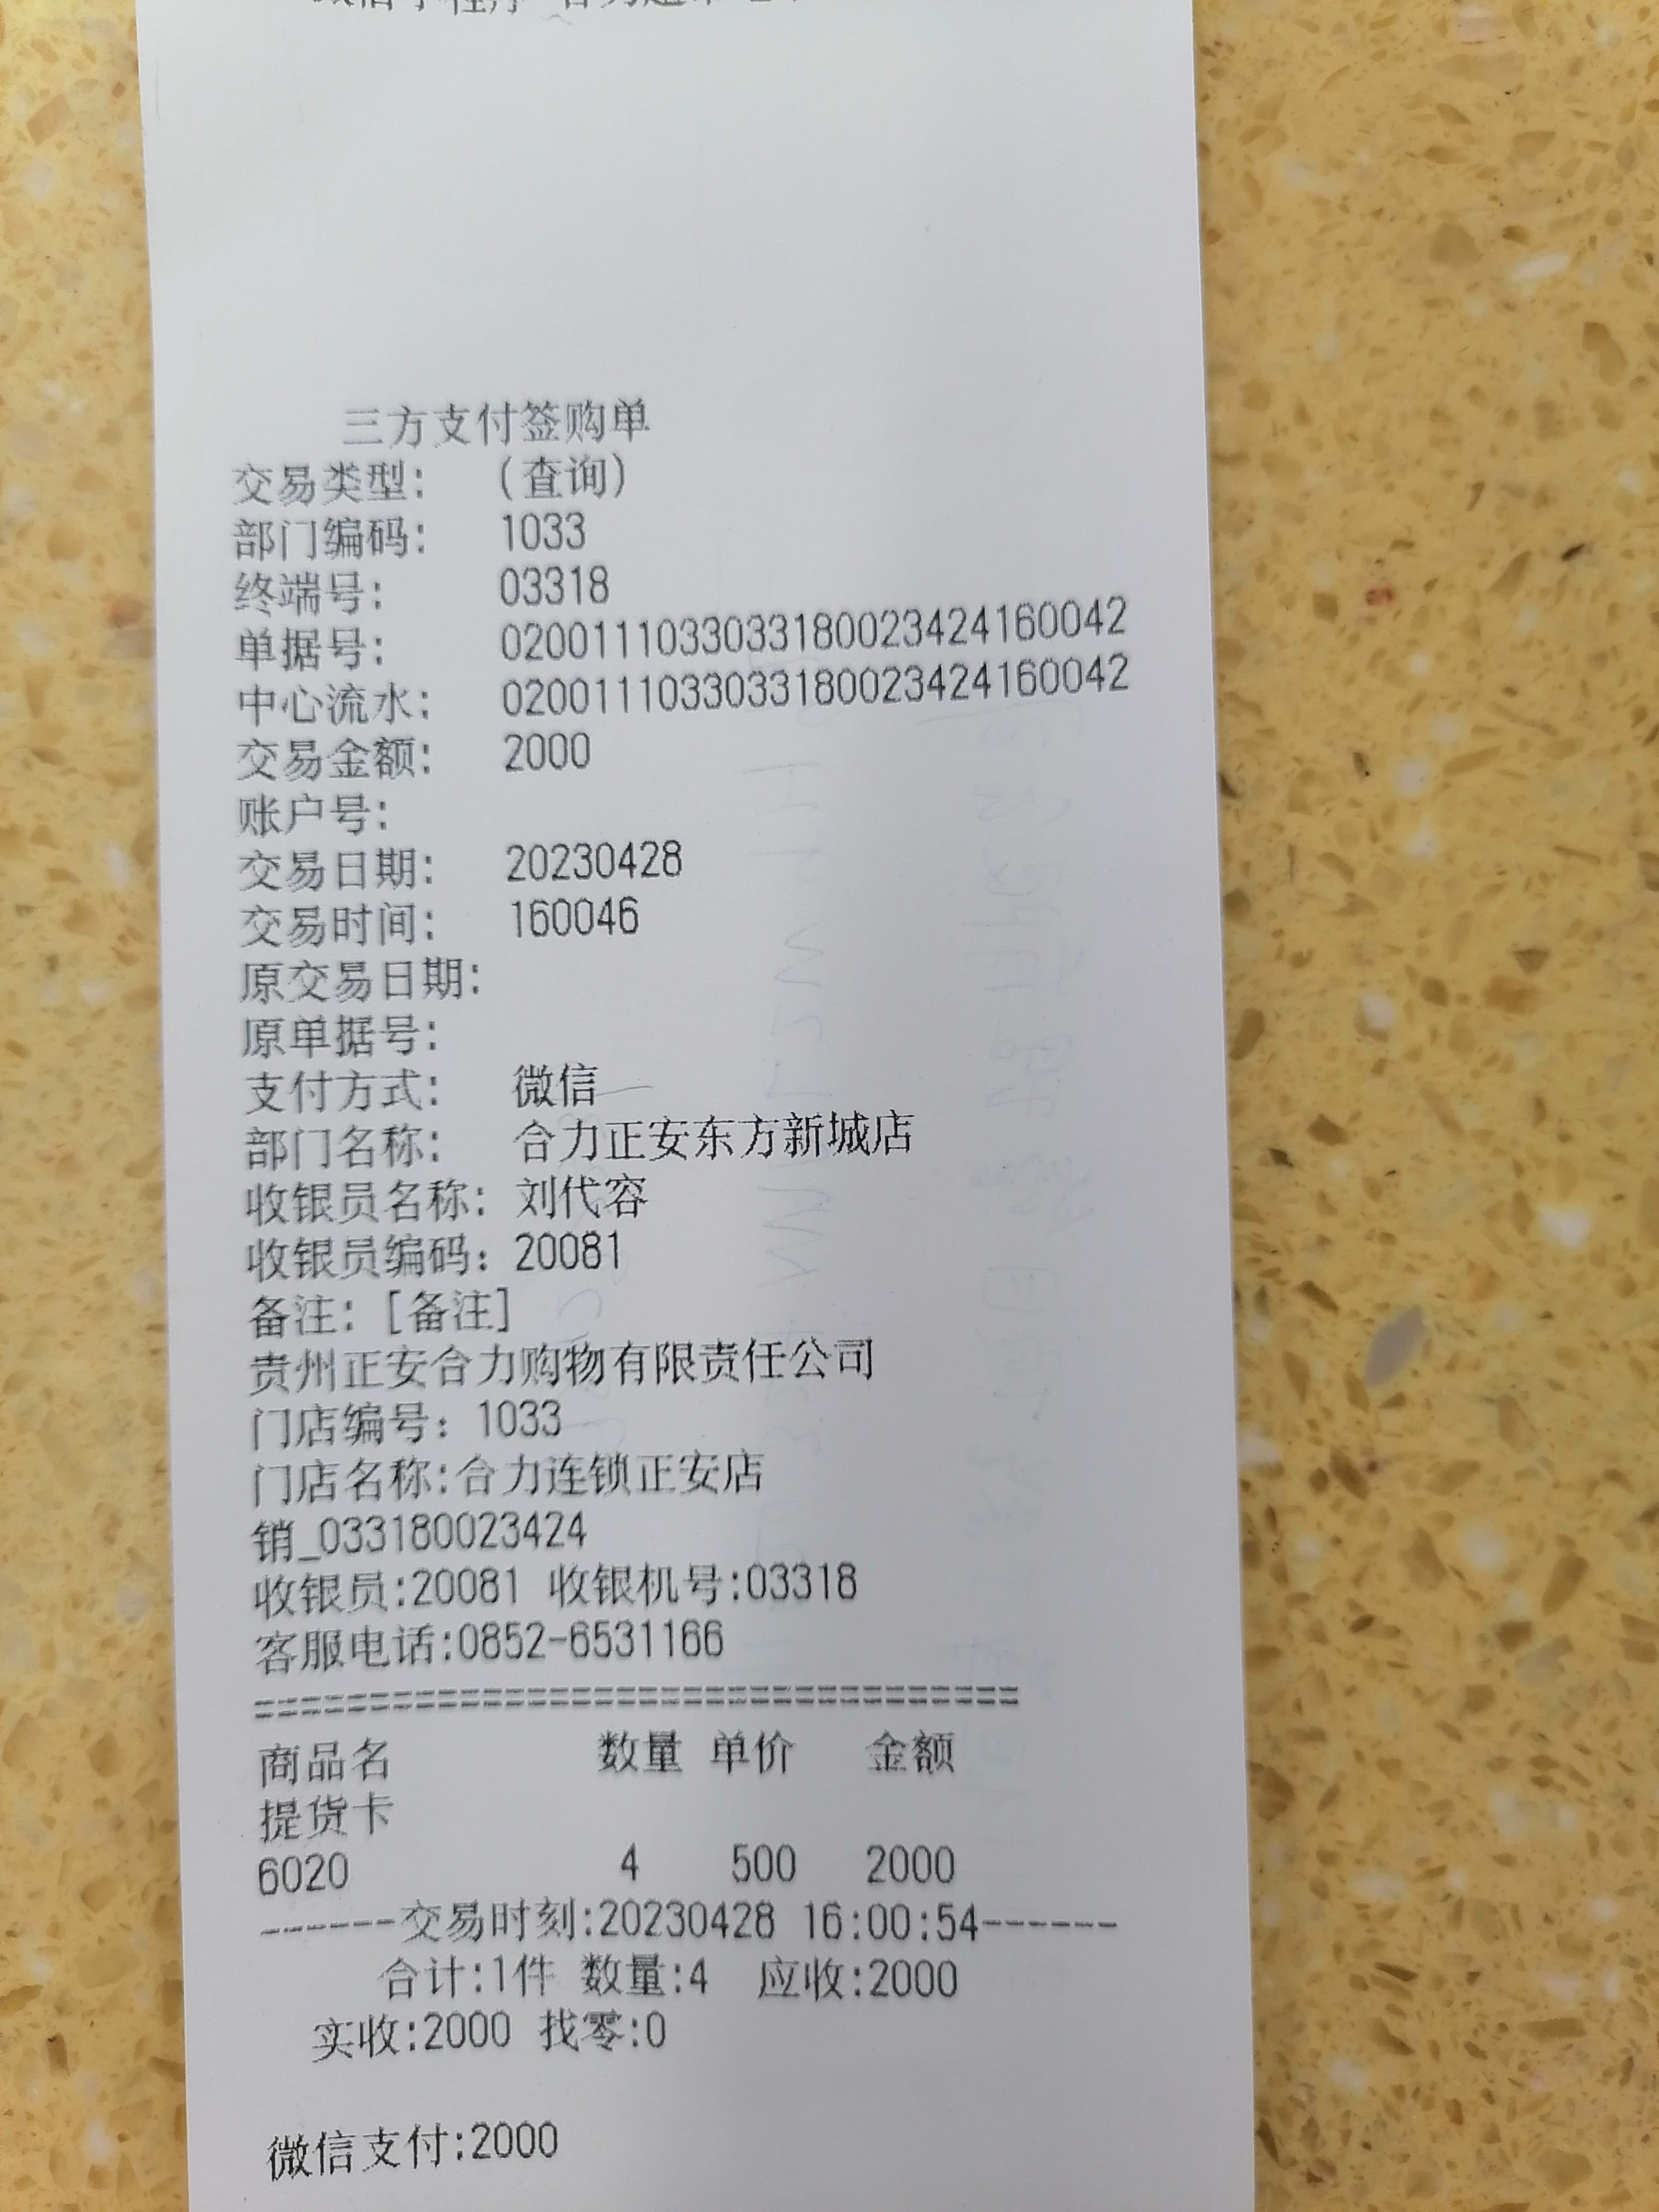 三方支付签购单
交易类型: (查询)
部门编码: 1033
终端号: 03318
单据号: 0200111033033180023424160042
中心流水: 0200111033033180023424160042
交易金额: 2000
账户号:
交易日期: 20230428
交易时间: 160046
原交易日期:
原单据号:
支付方式: 微信
部门名称: 合力正安东方新城店
收银员名称: 刘代容
收银员编码: 20081
备注: [备注]
贵州正安合力购物有限责任公司
门店编号: 1033
门店名称:合力连锁正安店
销_033180023424
收银员:20081 收银机号:03318
客服电话:0852-6531166
==================================
商品名 数量 单价 金额
提货卡
6020 4 500 2000
------交易时刻:20230428 16:00:54------
合计:1件 数量:4 应收:2000
实收:2000 找零:0
微信支付:2000